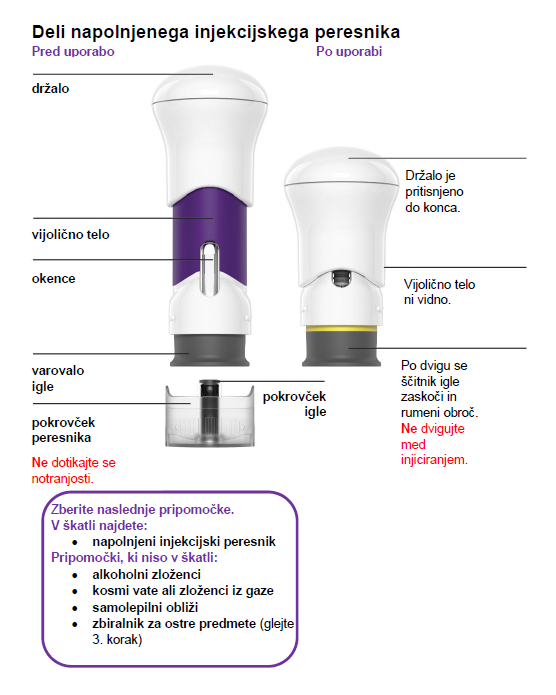 Deli napolnjenega injekcijskega peresnika
Pred uporabo
Po uporabi
držalo
vijolično telo
okence
varovalo
igle
pokrovček
igle
pokrovček
peresnika
Ne dotikajte se
notranjosti.
Držalo je
pritisnjeno
do konca.
Vijolično telo
ni vidno.
Po dvigu se
ščitnik igle
zaskoči in
rumeni obroč.
Ne dvigujte
med
injiciranjem.
Zberite naslednje pripomočke.
V škatli najdete:
• napolnjeni injekcijski peresnik
Pripomočki, ki niso v škatli:
• alkoholni zloženci
• kosmi vate ali zloženci iz gaze
• samolepilni obliži
• zbiralnik za ostre predmete (glejte
3. korak)